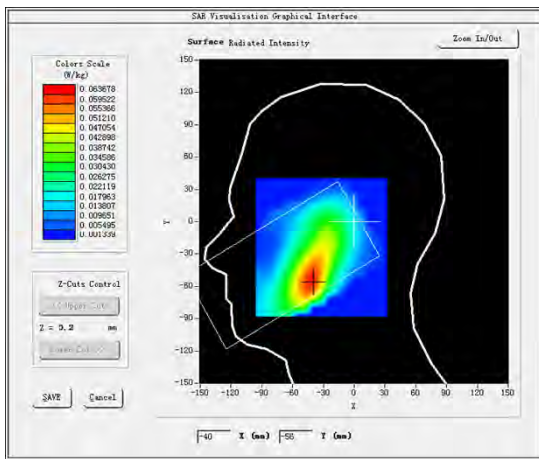 SAR Visualisation Graphical Interface
Surface Radiated Intensity
Zoom In/Out
Colors Scale
(W/kg)
0.063678
0.059522
0.055366
0.051210
0.047054
0.042898
0.038742
0.034586
0.030430
0.026275
0.022119
0.017963
0.013807
0.009651
0.005495
0.001339
150
120
90
60
30
0
-30
-60
-90
-120
-150
Y
-150 -120 -90 -60 -30 0 30 60 90 120 150
X
Z-Cuts Control
Z = 0.2 mm
SAVE
Cancel
-40 X (mm) -56 Y (mm)